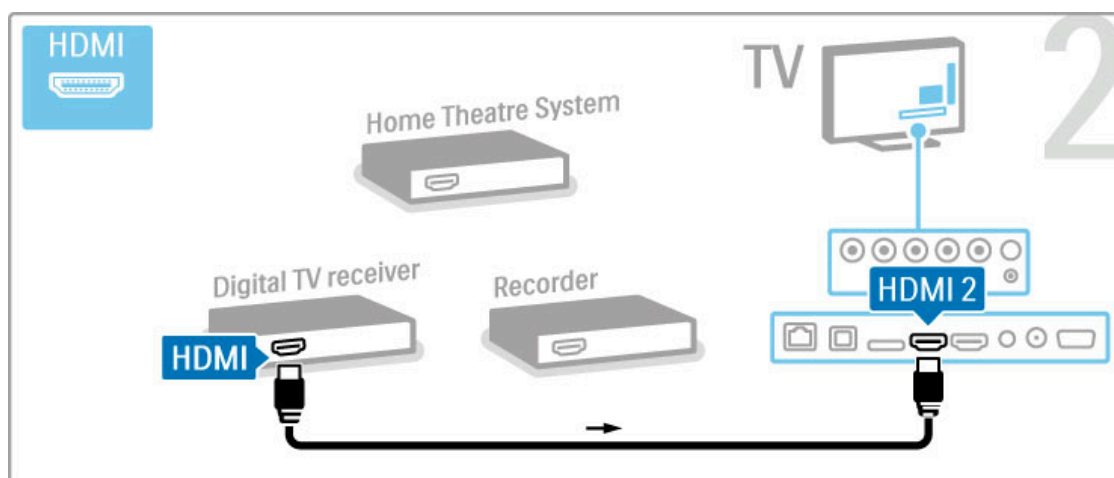 HDMI
TV
2
Home Theatre System
Digital TV receiver
Recorder
HDMI 2
HDMI